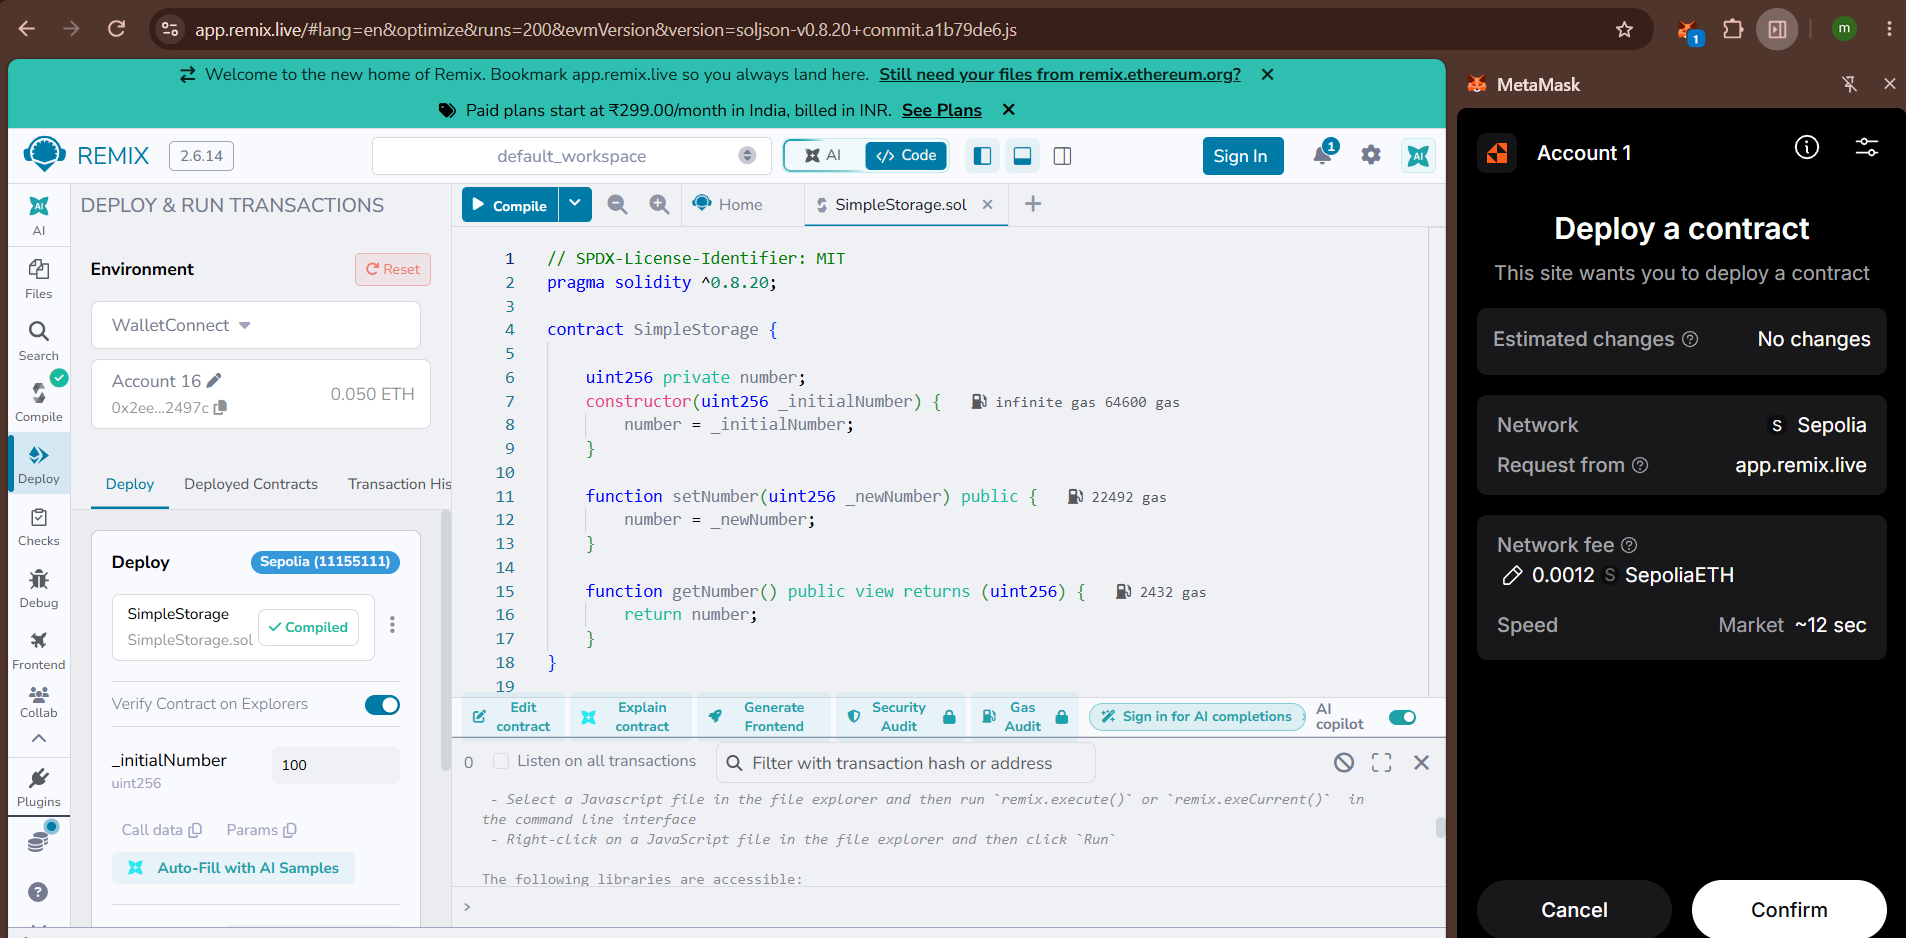 app.remix.live/#lang=en&optimize&runs=200&evmVersion&version=soljson-v0.8.20+commit.a1b79de6.js
1
m
Welcome to the new home of Remix. Bookmark app.remix.live so you always land here. Still need your files from remix.ethereum.org?
Paid plans start at ₹299.00/month in India, billed in INR. See Plans
REMIX 2.6.14
default_workspace
AI
Code
Sign In
1
AI
AI
Files
Search
Compile
Deploy
Checks
Debug
Frontend
Collab
Plugins
DEPLOY & RUN TRANSACTIONS
Environment
Reset
WalletConnect
Account 16
0x2ee...2497c
0.050 ETH
Deploy Deployed Contracts Transaction His
Deploy
Sepolia (11155111)
SimpleStorage
SimpleStorage.sol
Compiled
Verify Contract on Explorers
_initialNumber
uint256
100
Call data Params
Auto-Fill with AI Samples
Compile
Home
SimpleStorage.sol
1 // SPDX-License-Identifier: MIT
2 pragma solidity ^0.8.20;
3
4 contract SimpleStorage {
5
6 uint256 private number;
7 constructor(uint256 _initialNumber) { infinite gas 64600 gas
8 number = _initialNumber;
9 }
10
11 function setNumber(uint256 _newNumber) public { 22492 gas
12 number = _newNumber;
13 }
14
15 function getNumber() public view returns (uint256) { 2432 gas
16 return number;
17 }
18 }
19
Edit contract
Explain contract
Generate Frontend
Security Audit
Gas Audit
Sign in for AI completions
AI copilot
0 Listen on all transactions
Filter with transaction hash or address
- Select a Javascript file in the file explorer and then run `remix.execute()` or `remix.exeCurrent()` in
the command line interface
- Right-click on a JavaScript file in the file explorer and then click `Run`
The following libraries are accessible:
>
MetaMask
Account 1
Deploy a contract
This site wants you to deploy a contract
Estimated changes No changes
Network S Sepolia
Request from app.remix.live
Network fee
0.0012 S SepoliaETH
Speed Market ~12 sec
Cancel
Confirm